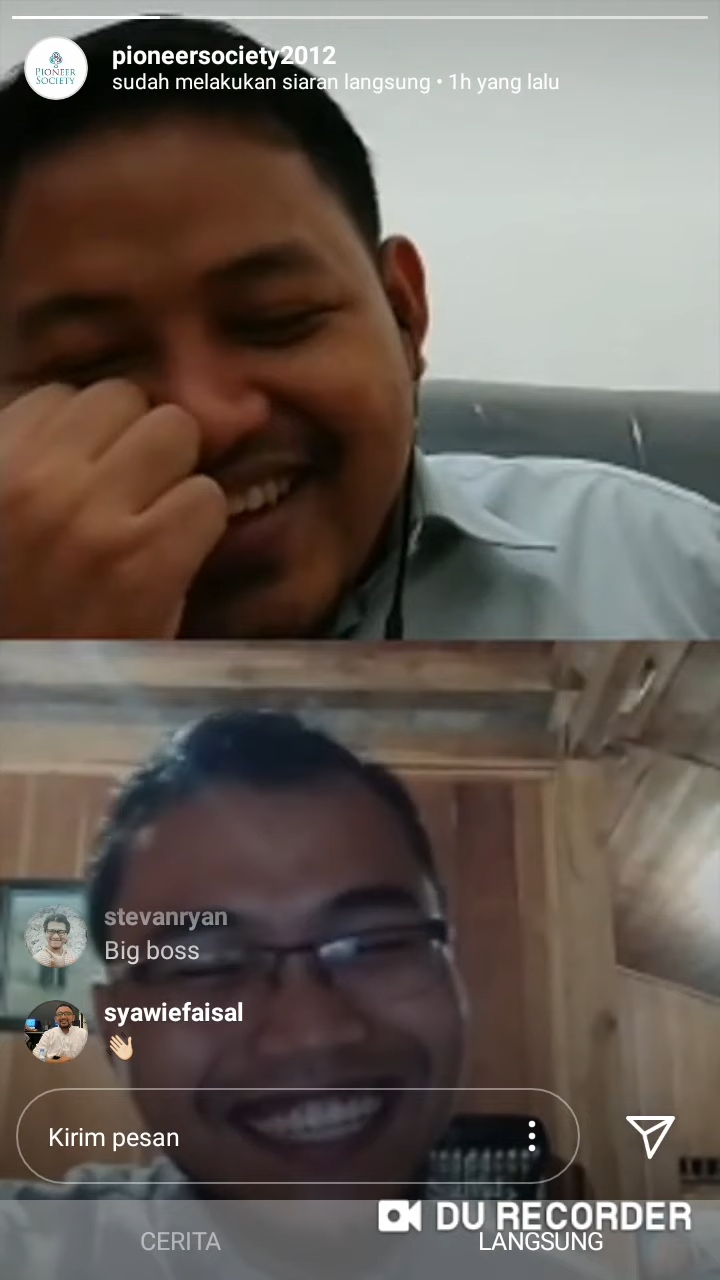 pioneersociety2012
PIONEER
SOCIETY
sudah melakukan siaran langsung • 1h yang lalu
stevanryan
Big boss
syawiefaisal
👋🏻
Kirim pesan
DU RECORDER
CERITA
LANGSUNG